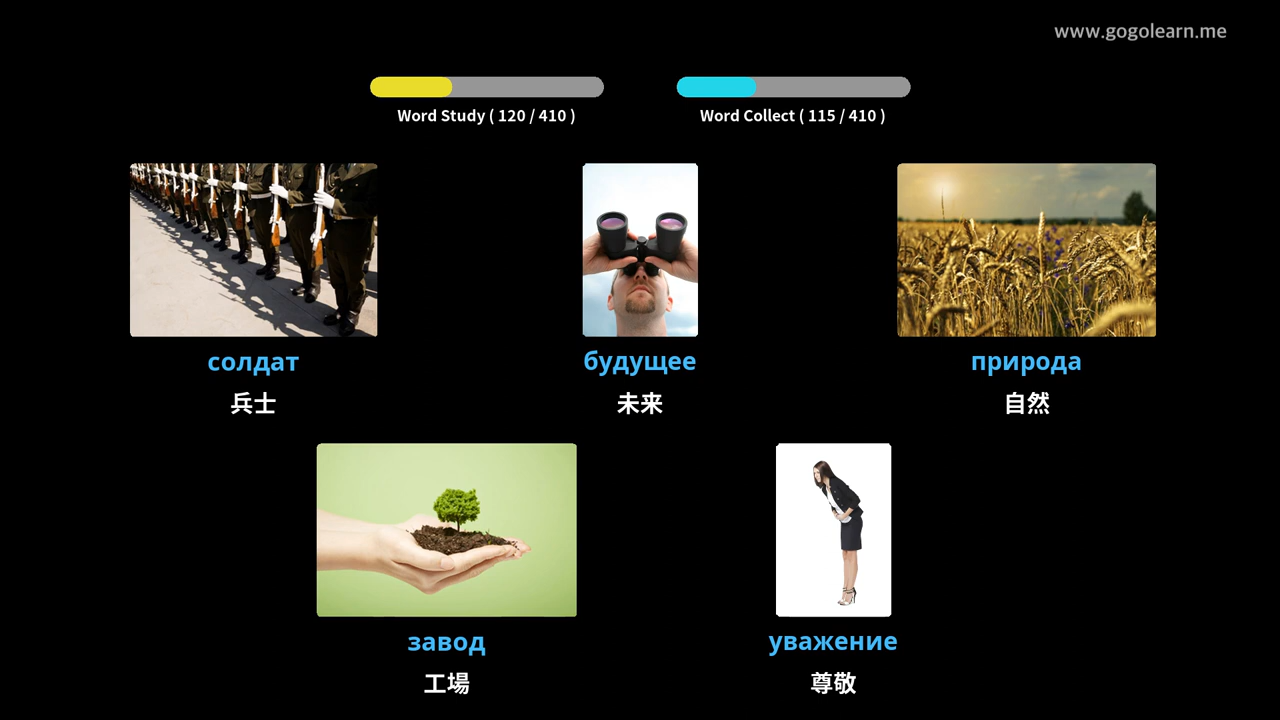 www.gogolearn.me
Word Study ( 120 / 410 )
Word Collect ( 115 / 410 )
солдат
будущее
природа
兵士
未来
自然
завод
уважение
工場
尊敬